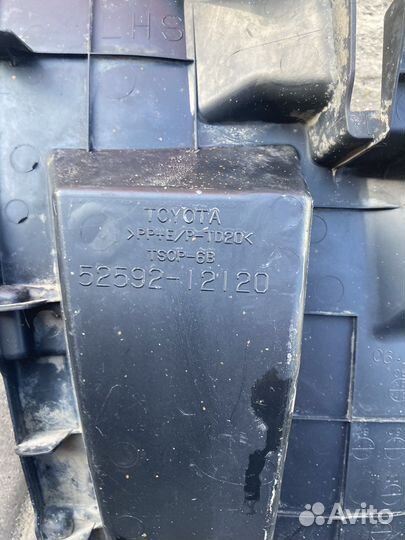 LHS
TOYOTA
>PP+E/P-TD20<
TSOP-6B
52592-12120
Avito